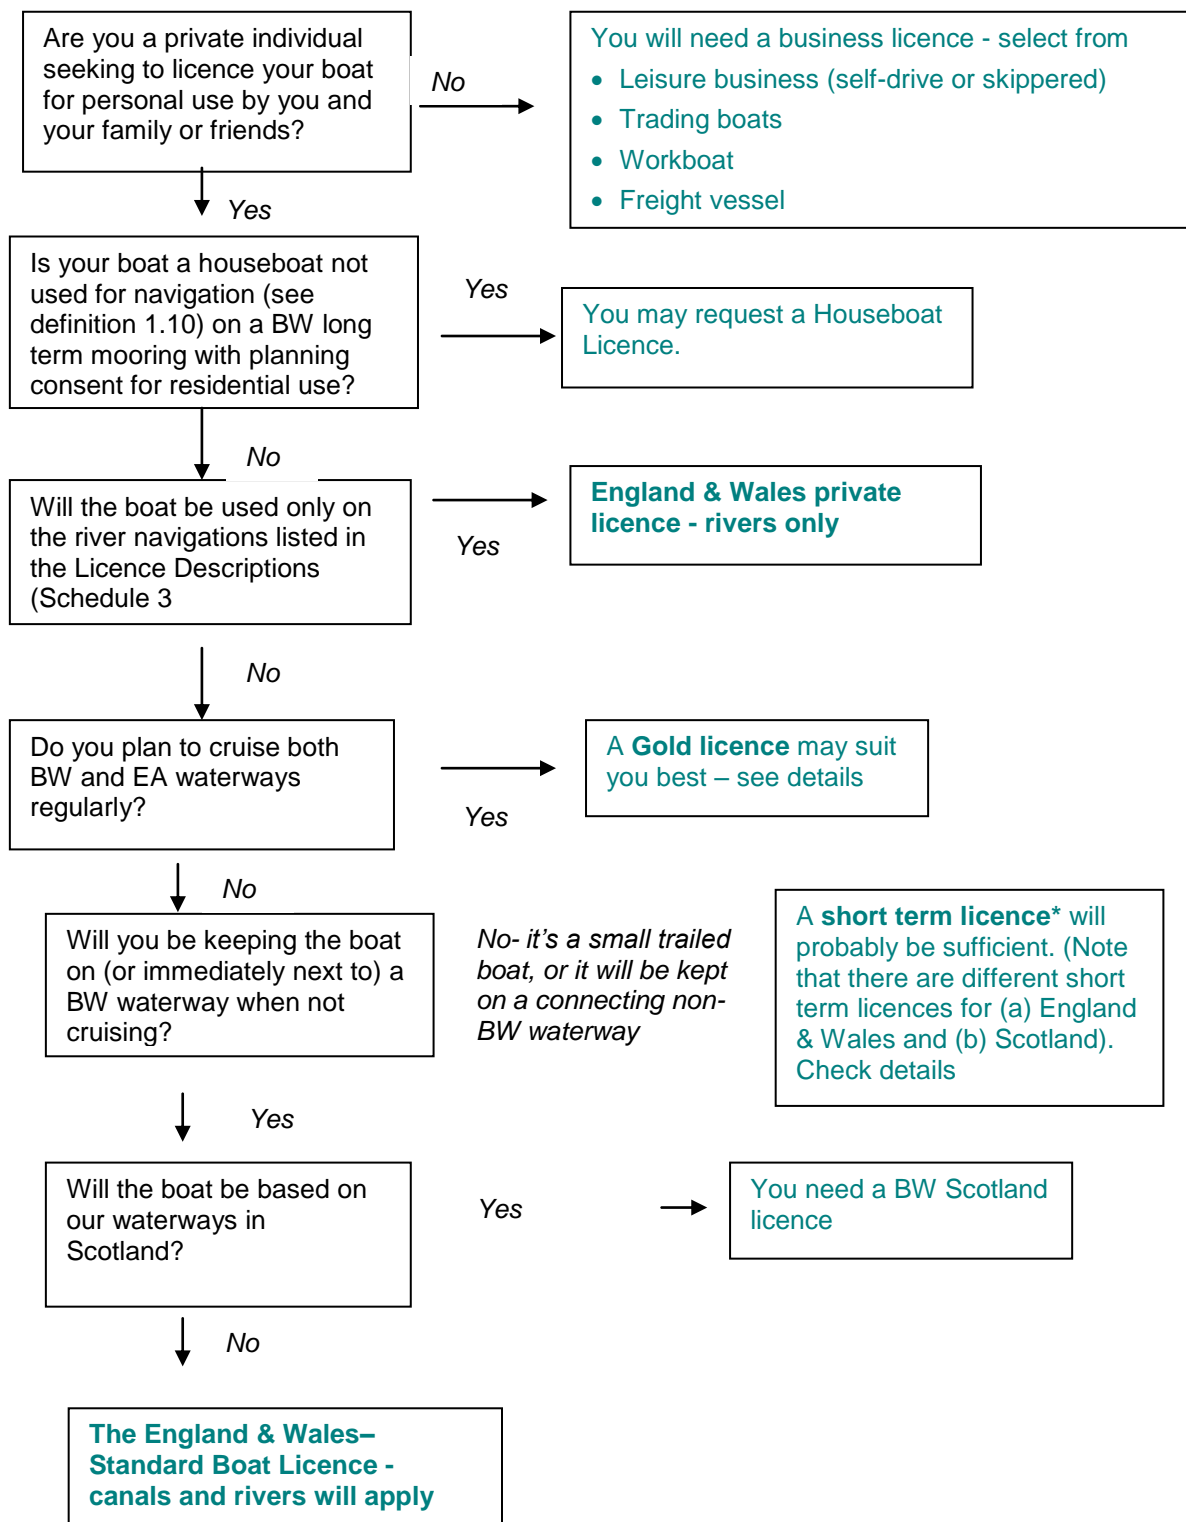 Are you a private individual
seeking to licence your boat
for personal use by you and
your family or friends?
No
You will need a business licence - select from
• Leisure business (self-drive or skippered)
• Trading boats
• Workboat
• Freight vessel
Yes
Is your boat a houseboat not
used for navigation (see
definition 1.10) on a BW long
term mooring with planning
consent for residential use?
Yes
You may request a Houseboat
Licence.
No
Will the boat be used only on
the river navigations listed in
the Licence Descriptions
(Schedule 3
Yes
England & Wales private
licence - rivers only
No
Do you plan to cruise both
BW and EA waterways
regularly?
Yes
A Gold licence may suit
you best – see details
No
Will you be keeping the boat
on (or immediately next to) a
BW waterway when not
cruising?
No- it's a small trailed
boat, or it will be kept
on a connecting non-
BW waterway
A short term licence* will
probably be sufficient. (Note
that there are different short
term licences for (a) England
& Wales and (b) Scotland).
Check details
Yes
Will the boat be based on
our waterways in
Scotland?
Yes
You need a BW Scotland
licence
No
The England & Wales–
Standard Boat Licence -
canals and rivers will apply